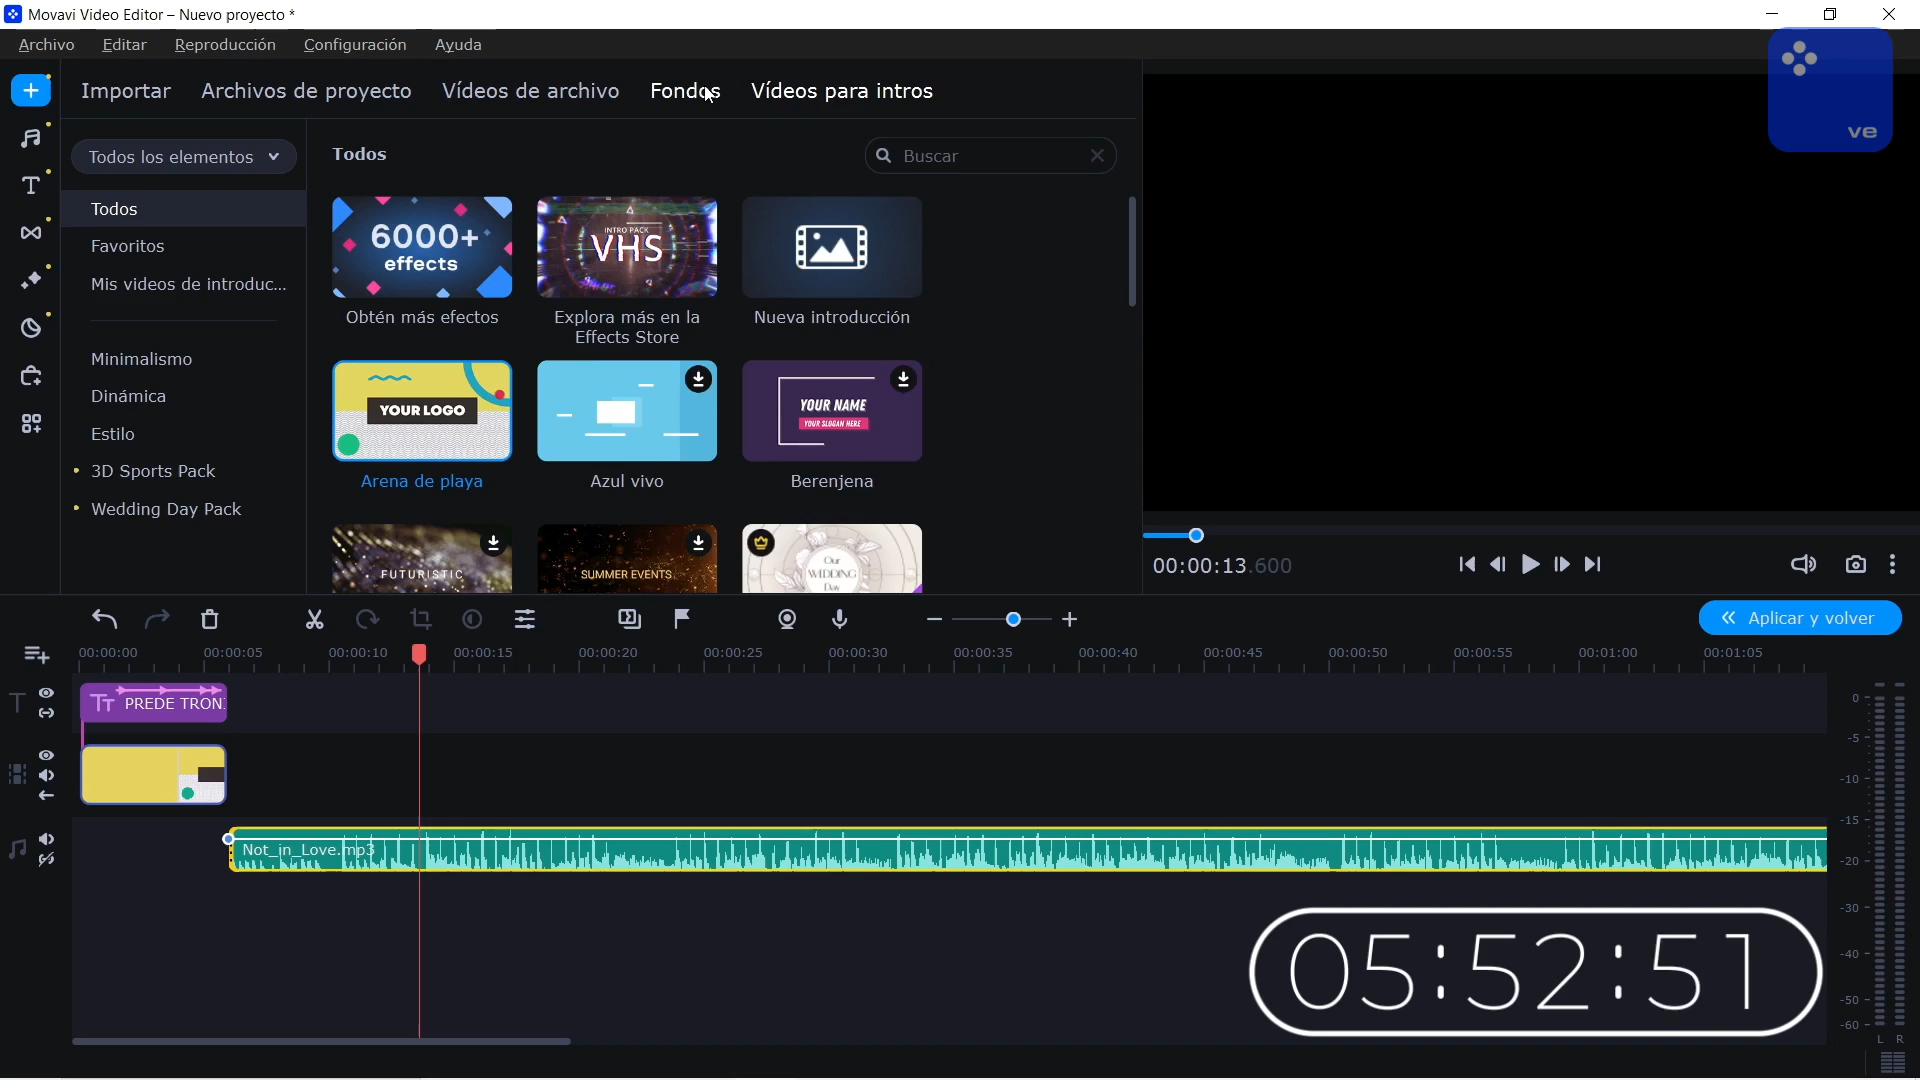 Movavi Video Editor – Nuevo proyecto *
Archivo Editar Reproducción Configuración Ayuda
ve
Importar Archivos de proyecto Vídeos de archivo Fondos Vídeos para intros
Todos los elementos
Todos
Buscar
Todos
Favoritos
Mis videos de introduc...
Minimalismo
Dinámica
Estilo
3D Sports Pack
Wedding Day Pack
6000+
effects
Obtén más efectos
INTRO PACK
VHS
Explora más en la
Effects Store
Nueva introducción
YOUR LOGO
Arena de playa
Azul vivo
YOUR NAME
YOUR SLOGAN HERE
Berenjena
FUTURISTIC
SUMMER EVENTS
Our
WEDDING
Day
00:00:13.600
Aplicar y volver
00:00:00 00:00:05 00:00:10 00:00:15 00:00:20 00:00:25 00:00:30 00:00:35 00:00:40 00:00:45 00:00:50 00:00:55 00:01:00 00:01:05
PREDE TRON
Not_in_Love.mp3
0
-5
-10
-15
-20
-30
-40
-50
-60
L R
05:52:51